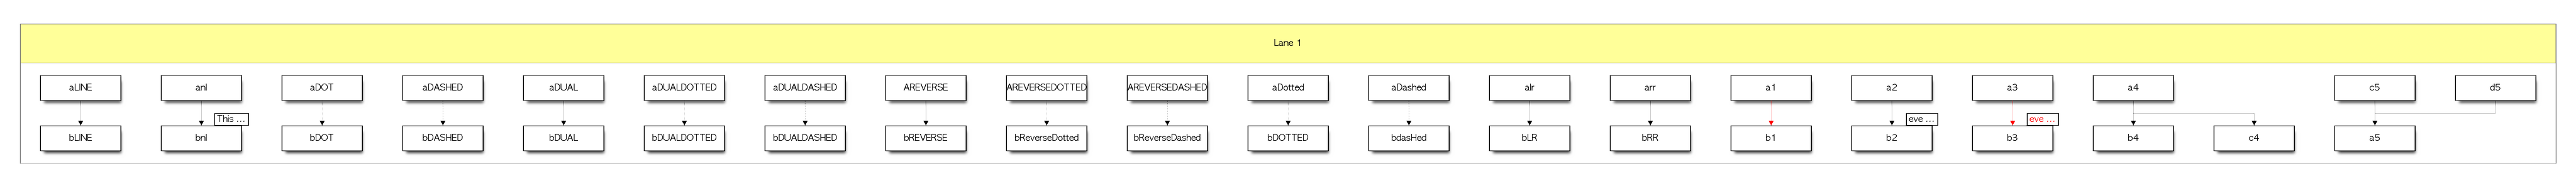 Lane 1
aLINE anl aDOT aDASHED aDUAL aDUALDOTTED aDUALDASHED AREVERSE AREVERSEDOTTED AREVERSEDASHED aDotted aDashed alr arr a1 a2 a3 a4 c5 d5
This ... eve ... eve ...
bLINE bnl bDOT bDASHED bDUAL bDUALDOTTED bDUALDASHED bREVERSE bReverseDotted bReverseDashed bDOTTED bdasHed bLR bRR b1 b2 b3 b4 c4 a5